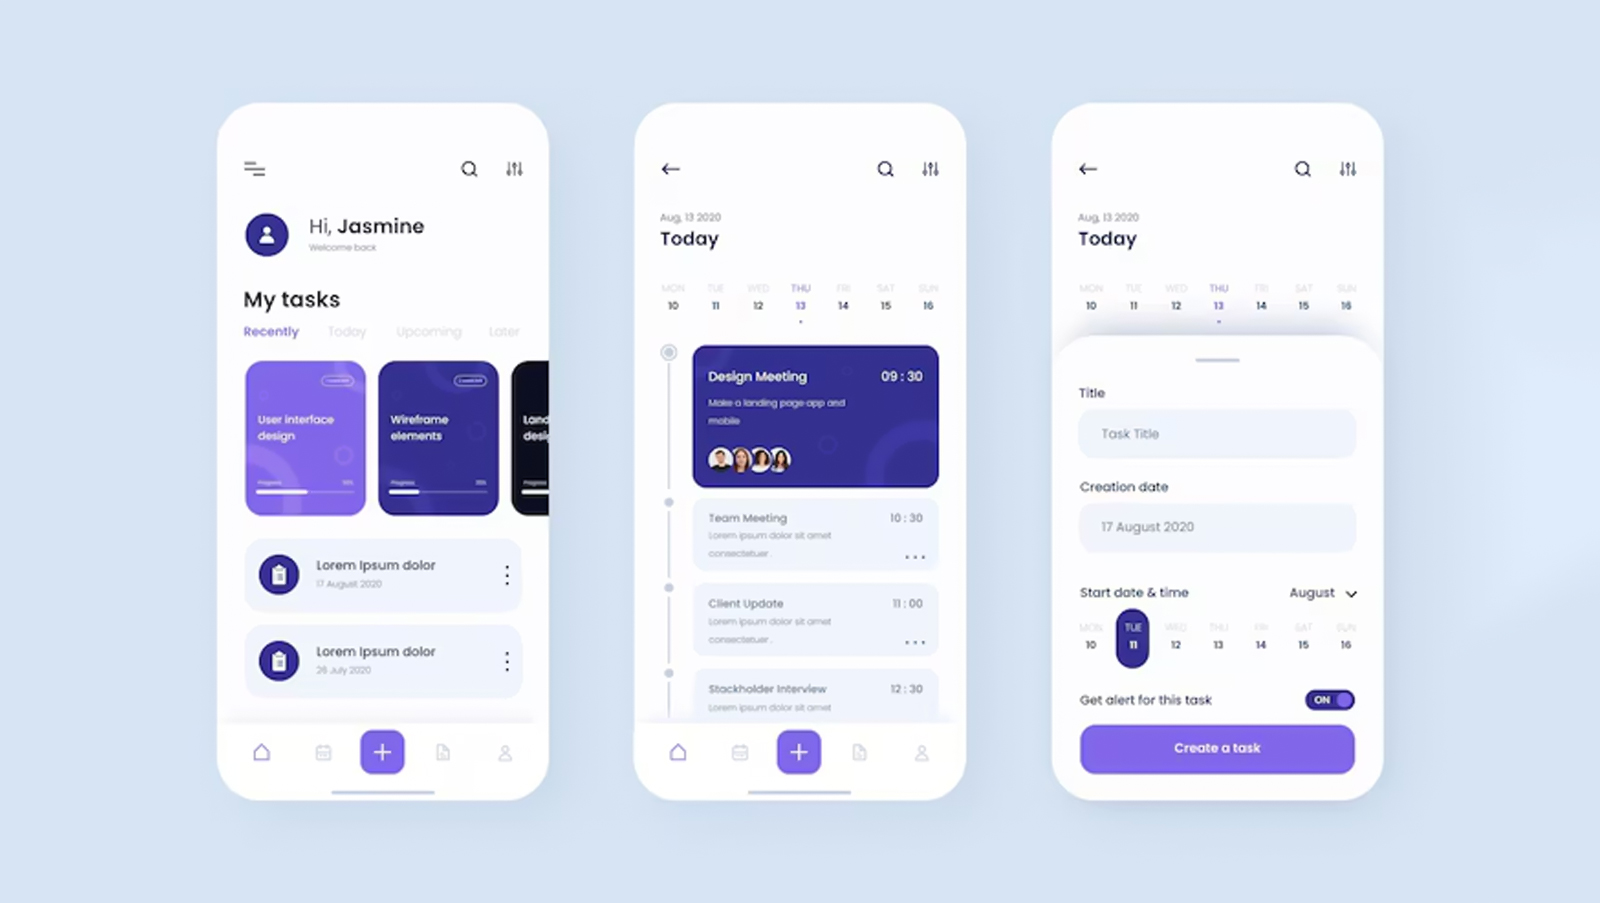 Hi, Jasmine
Welcome back
My tasks
Recently Today Upcoming Later
User interface
design
Progress
Wireframe
elements
Progress
Land
Progress
Lorem Ipsum dolor
17 August 2020
Lorem Ipsum dolor
26 July 2020
Aug, 13 2020
Today
MON TUE WED THU FRI SAT SUN
10 11 12 13 14 15 16
Design Meeting 09 : 30
Make a landing page app and
mobile
Team Meeting 10 : 30
Lorem ipsum dolor sit amet
consectetuer .
Client Update 11 : 00
Lorem ipsum dolor sit amet
consectetuer .
Stackholder Interview 12 : 30
Lorem ipsum dolor sit amet
Aug, 13 2020
Today
MON TUE WED THU FRI SAT SUN
10 11 12 13 14 15 16
Title
Task Title
Creation date
17 August 2020
Start date & time August
MON TUE WED THU FRI SAT SUN
10 11 12 13 14 15 16
Get alert for this task ON
Create a task